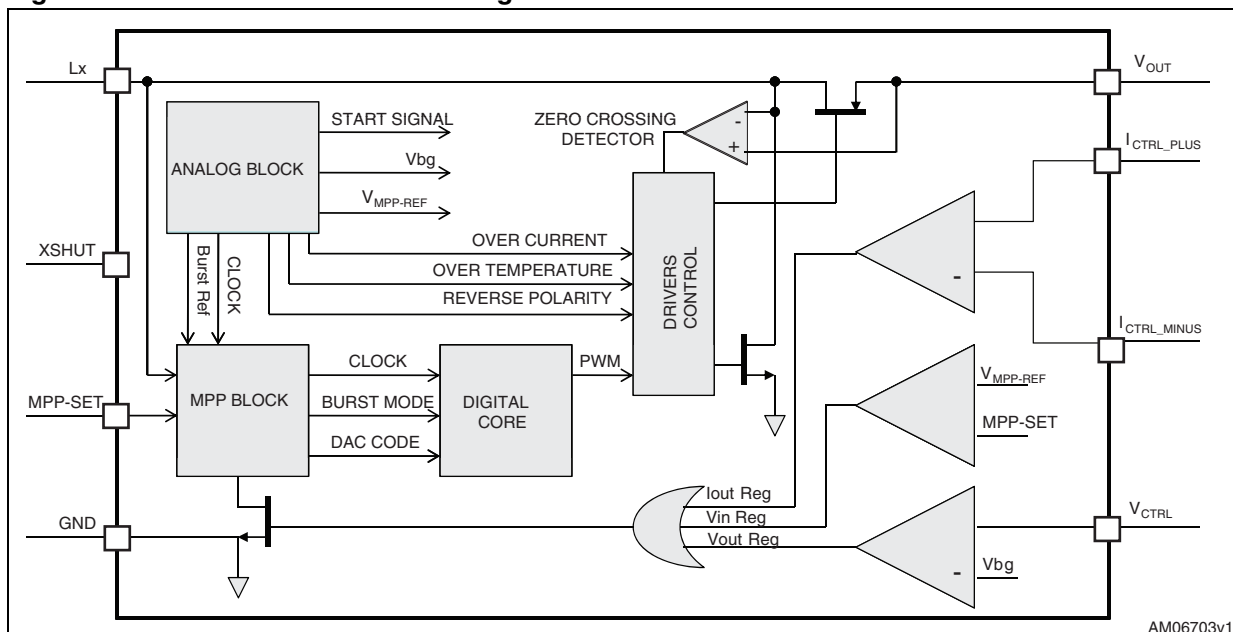 Lx
VOUT
START SIGNAL
ZERO CROSSING
DETECTOR
-
+
ANALOG BLOCK
Vbg
VMPP-REF
ICTRL_PLUS
XSHUT
Burst Ref
CLOCK
OVER CURRENT
OVER TEMPERATURE
REVERSE POLARITY
DRIVERS
CONTROL
-
ICTRL_MINUS
MPP-SET
MPP BLOCK
CLOCK
BURST MODE
DAC CODE
DIGITAL
CORE
PWM
VMPP-REF
MPP-SET
GND
Iout Reg
Vin Reg
Vout Reg
VCTRL
-
Vbg
AM06703v1